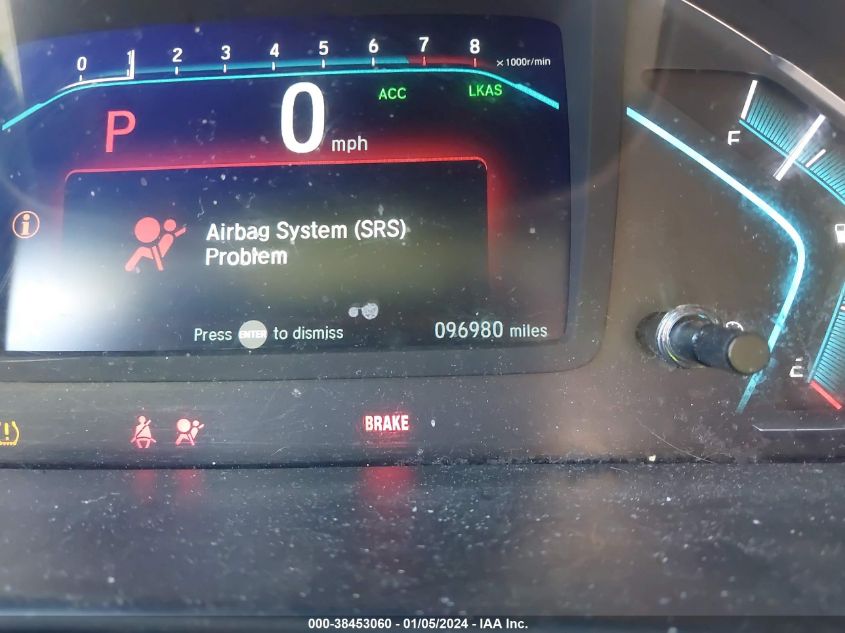 0 1 2 3 4 5 6 7 8 x1000r/min
ACC LKAS
P 0 mph
F
Airbag System (SRS)
Problem
Press ENTER to dismiss 096980 miles
E
BRAKE
000-38453060 - 01/05/2024 - IAA Inc.